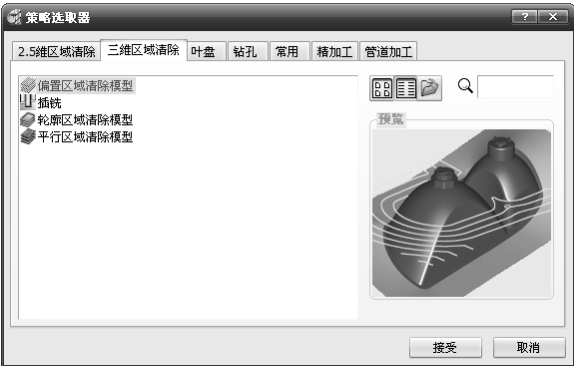 策略选取器
2.5维区域清除 三维区域清除 叶盘 钻孔 常用 精加工 管道加工
偏置区域清除模型
插铣
轮廓区域清除模型
平行区域清除模型
预览
接受 取消